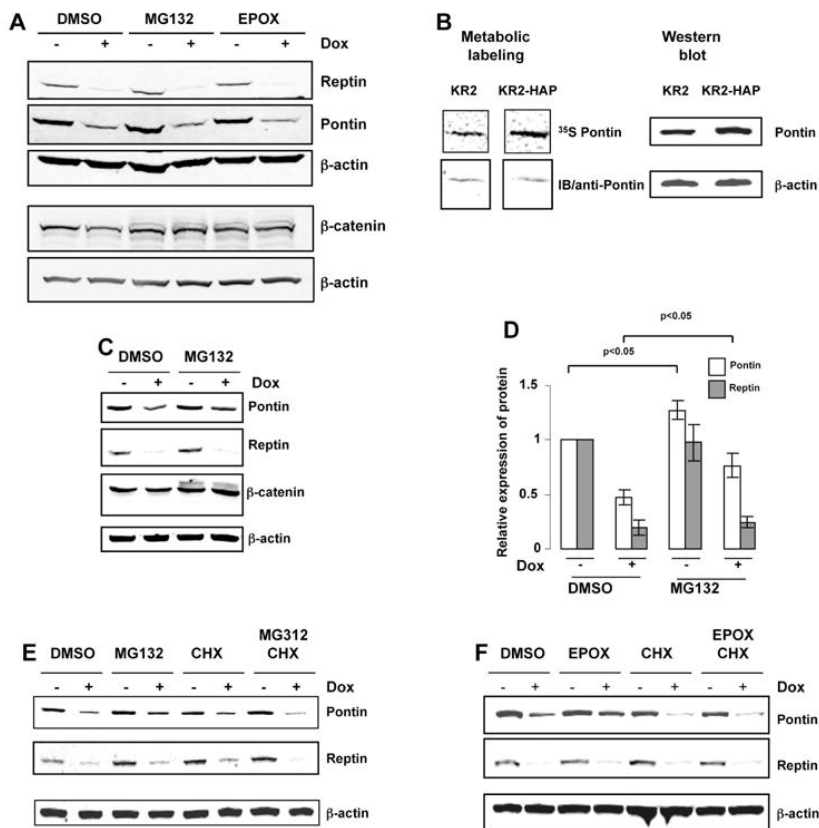 A
DMSO MG132 EPOX
- + - + - + Dox
Reptin
Pontin
β-actin
β-catenin
β-actin
B
Metabolic labeling
Western blot
KR2 KR2-HAP
KR2 KR2-HAP
35S Pontin
IB/anti-Pontin
Pontin
β-actin
C
DMSO MG132
- + - + Dox
Pontin
Reptin
β-catenin
β-actin
D
p<0.05
p<0.05
Pontin
Reptin
Relative expression of protein
1.5
1
0.5
0
Dox - + - +
DMSO MG132
E
DMSO MG132 CHX MG312 CHX
- + - + - + - + Dox
Pontin
Reptin
β-actin
F
DMSO EPOX CHX EPOX CHX
- + - + - + - + Dox
Pontin
Reptin
β-actin